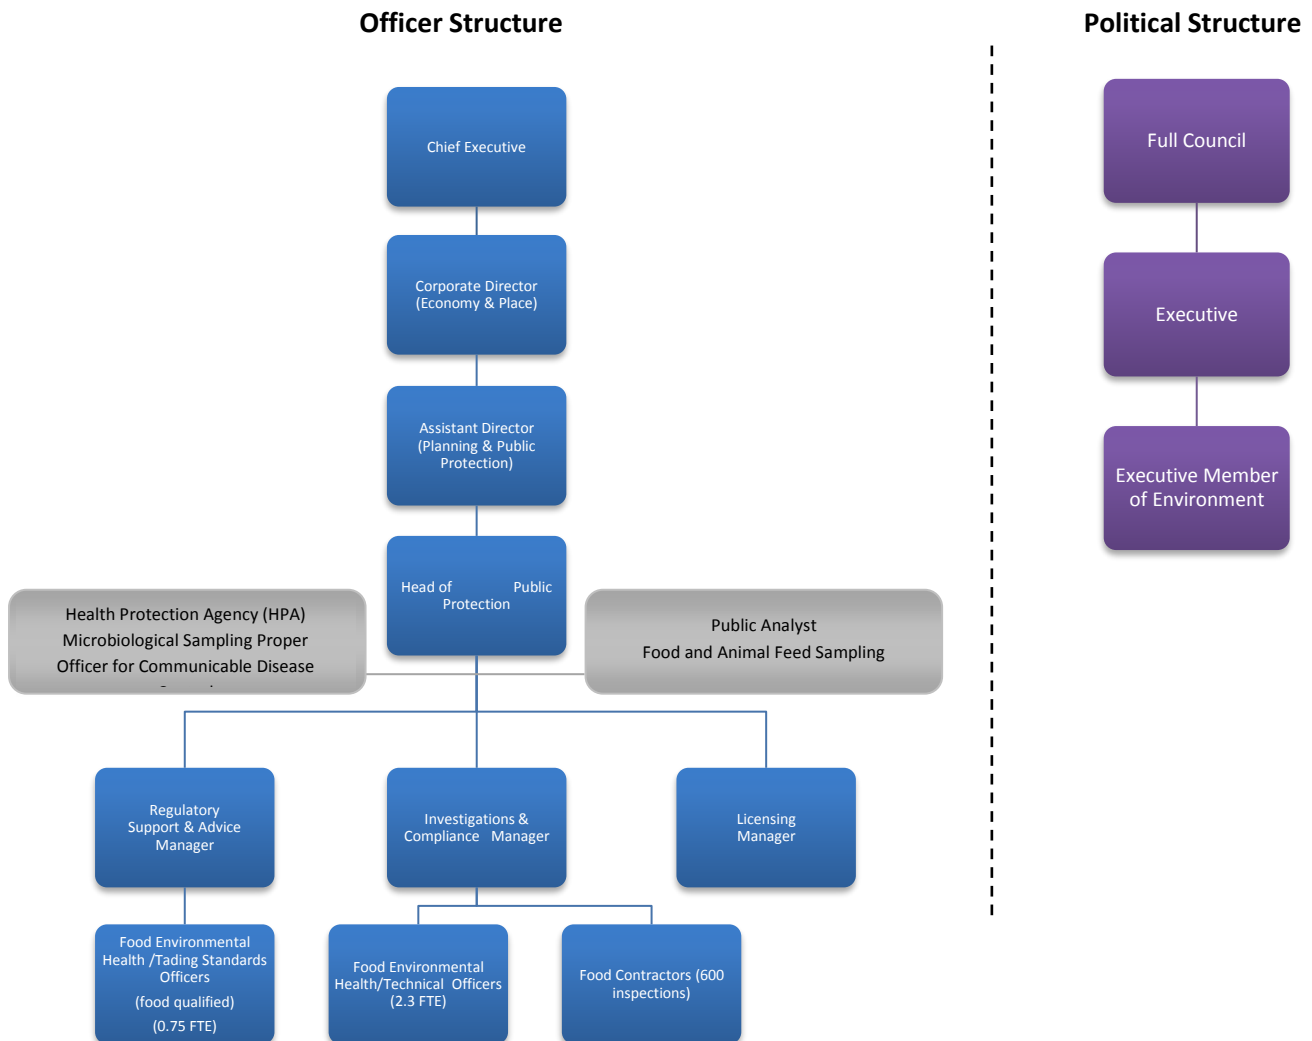 Officer Structure
Political Structure
Chief Executive
Full Council
Corporate Director
(Economy & Place)
Executive
Assistant Director
(Planning & Public
Protection)
Executive Member
of Environment
Head of Public
Protection
Health Protection Agency (HPA)
Microbiological Sampling Proper
Officer for Communicable Disease
Public Analyst
Food and Animal Feed Sampling
Regulatory
Support & Advice
Manager
Investigations &
Compliance Manager
Licensing
Manager
Food Environmental
Health /Tading Standards
Officers
(food qualified)
(0.75 FTE)
Food Environmental
Health/Technical Officers
(2.3 FTE)
Food Contractors (600
inspections)